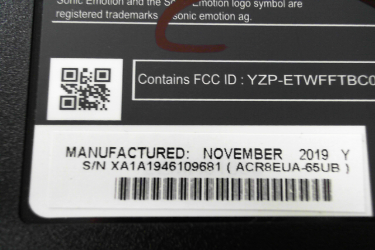 Sonic Emotion and the Sonic Emotion logo symbol are
registered trademarks of sonic emotion ag.
Contains FCC ID : YZP-ETWFFTBC0
MANUFACTURED: NOVEMBER 2019 Y
S/N XA1A1946109681 ( ACR8EUA-65UB )